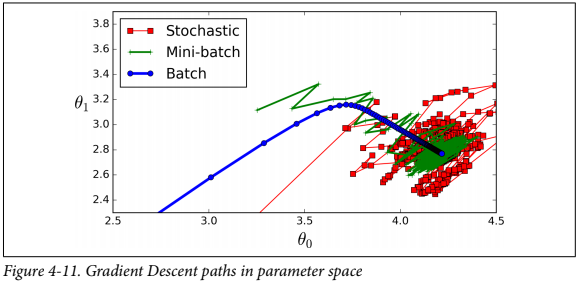 3.8
3.6
3.4
3.2
3.0
2.8
2.6
2.4
θ1
Stochastic
Mini-batch
Batch
2.5 3.0 3.5 4.0 4.5
θ0
Figure 4-11. Gradient Descent paths in parameter space